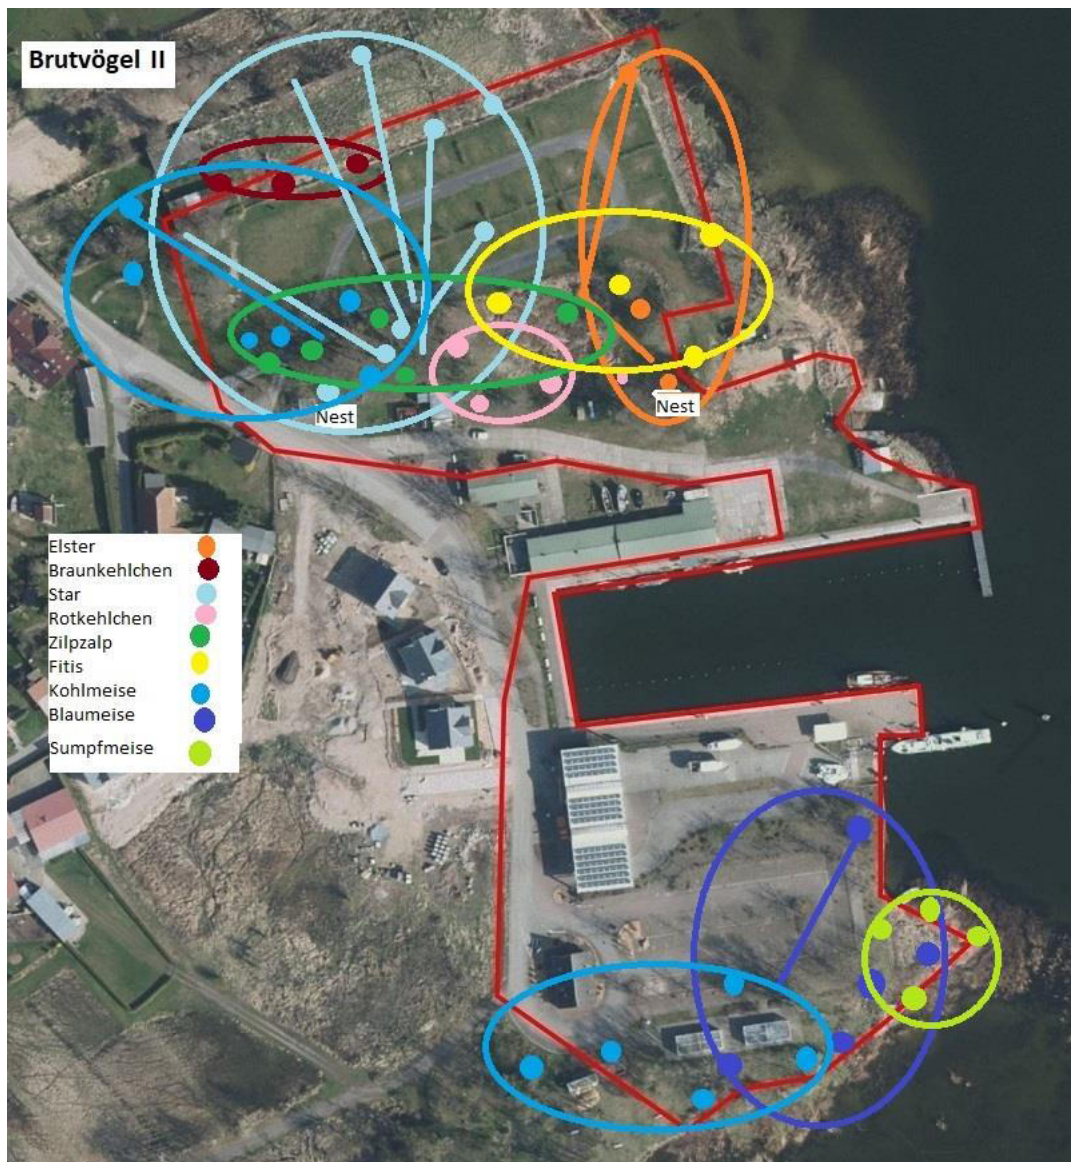 Brutvögel II
Nest
Nest
Elster
Braunkehlchen
Star
Rotkehlchen
Zilpzalp
Fitis
Kohlmeise
Blaumeise
Sumpfmeise